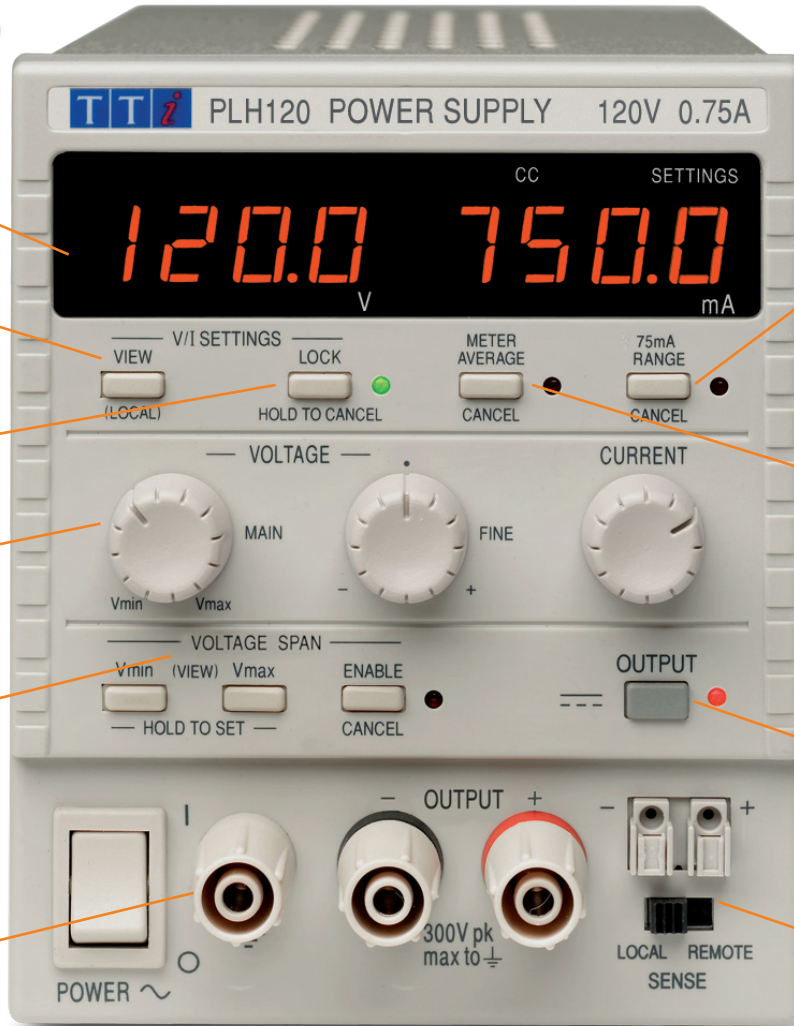 TTi PLH120 POWER SUPPLY 120V 0.75A
CC SETTINGS
120.0 750.0
V mA
V/I SETTINGS
VIEW LOCK
METER AVERAGE
75mA RANGE
(LOCAL) HOLD TO CANCEL CANCEL CANCEL
VOLTAGE CURRENT
MAIN FINE
Vmin Vmax - +
VOLTAGE SPAN
Vmin (VIEW) Vmax ENABLE
OUTPUT
HOLD TO SET CANCEL
I - OUTPUT + - +
300V pk
max to
LOCAL REMOTE
SENSE
O
POWER